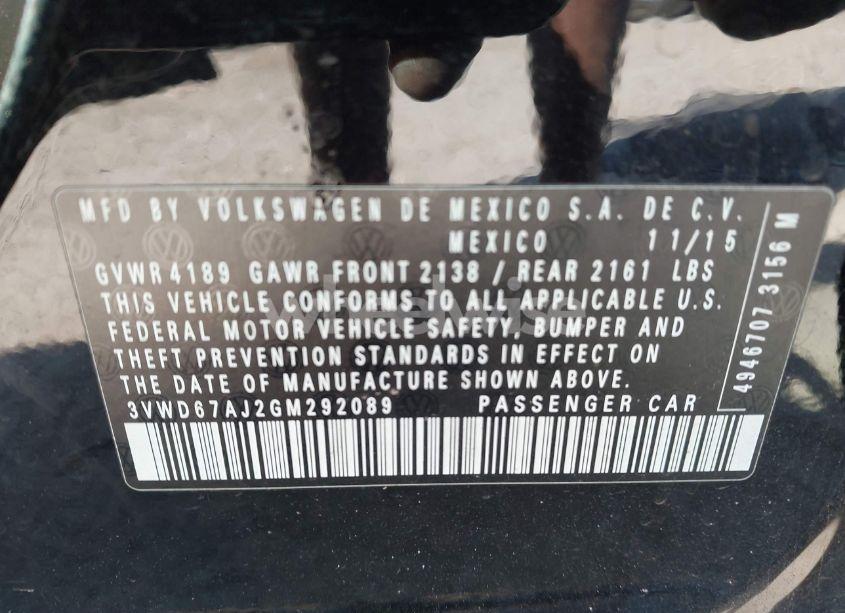 MFD BY VOLKSWAGEN DE MEXICO S.A. DE C.V.
MEXICO 11/15
GVWR 4189 GAWR FRONT 2138 / REAR 2161 LBS
THIS VEHICLE CONFORMS TO ALL APPLICABLE U.S.
FEDERAL MOTOR VEHICLE SAFETY, BUMPER AND
THEFT PREVENTION STANDARDS IN EFFECT ON
THE DATE OF MANUFACTURE SHOWN ABOVE.
3VWD67AJ2GM292089 PASSENGER CAR
4946707 3156 M
wheelwise